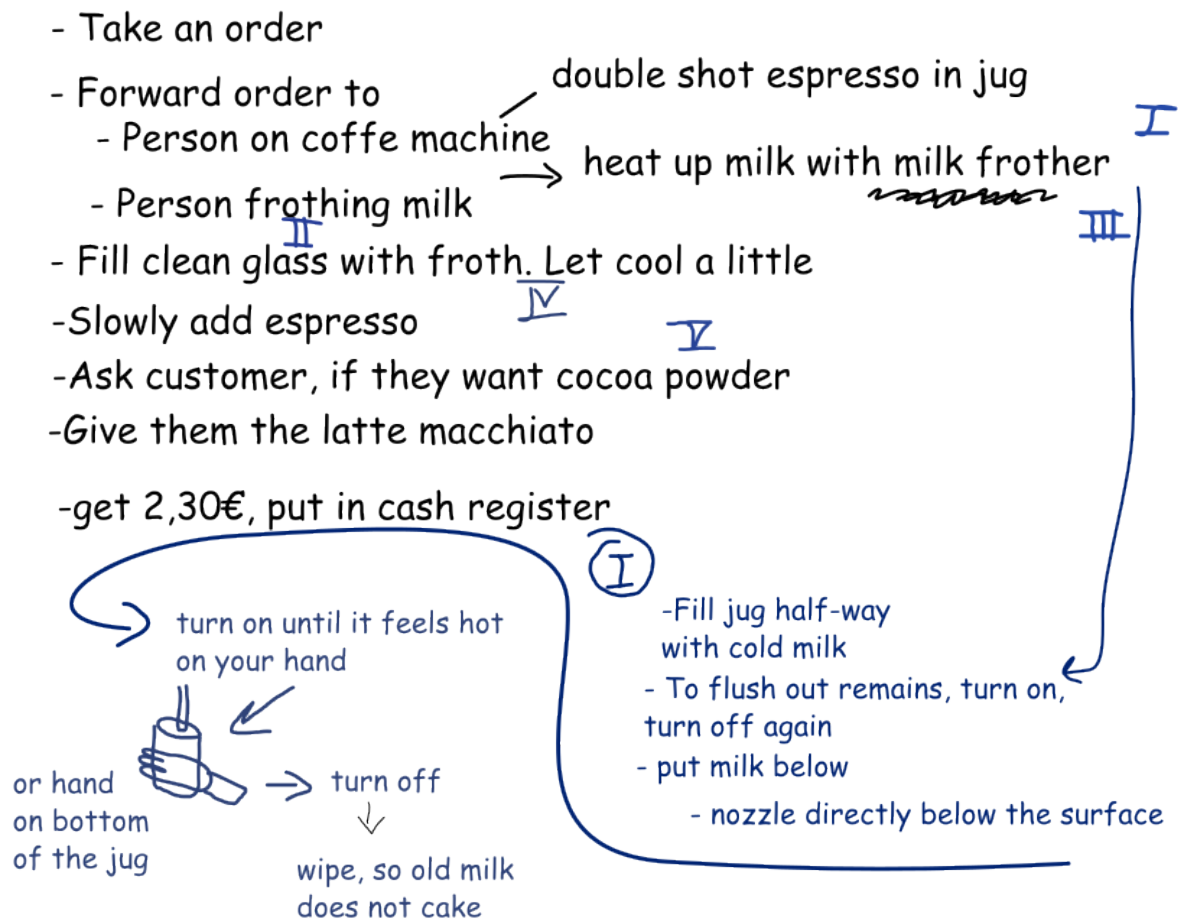 - Take an order
- Forward order to
double shot espresso in jug
- Person on coffe machine
I
heat up milk with milk frother
- Person frothing milk
III
II
- Fill clean glass with froth. Let cool a little
IV
-Slowly add espresso
V
-Ask customer, if they want cocoa powder
-Give them the latte macchiato
-get 2,30€, put in cash register
I
-Fill jug half-way
with cold milk
- To flush out remains, turn on,
turn off again
- put milk below
- nozzle directly below the surface
turn on until it feels hot
on your hand
or hand
on bottom
of the jug
turn off
wipe, so old milk
does not cake